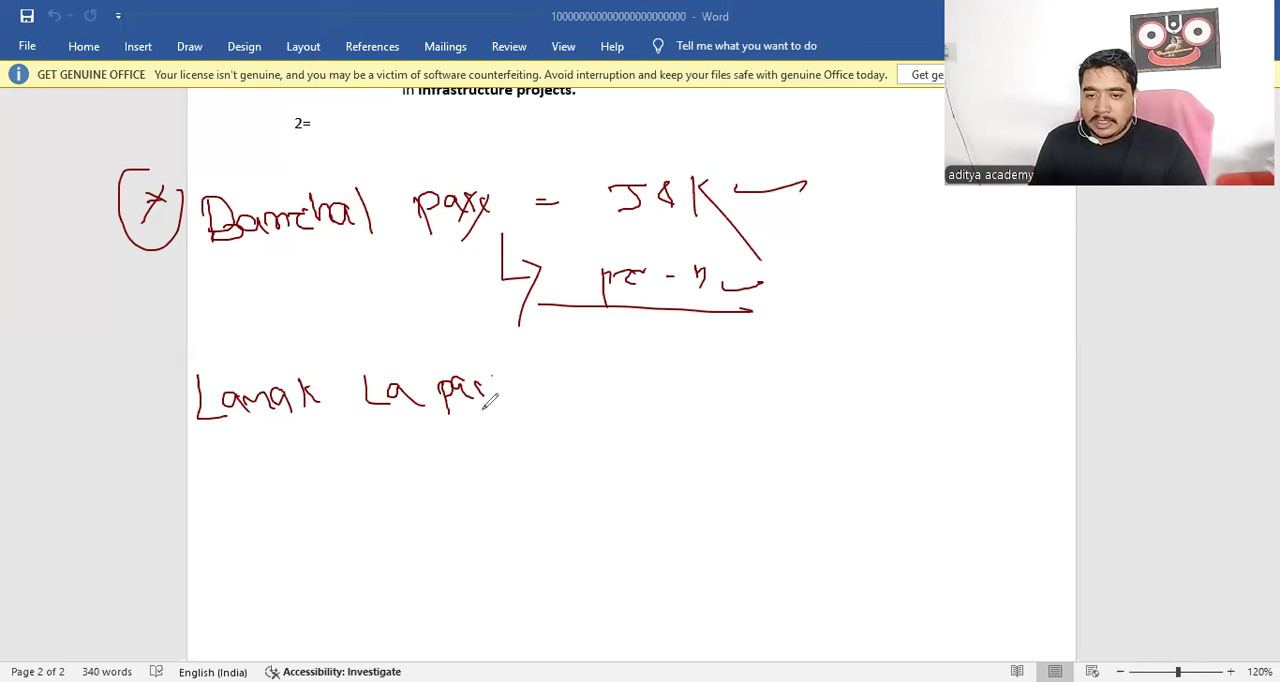 100000000000000000000000 - Word
File Home Insert Draw Design Layout References Mailings Review View Help Tell me what you want to do
GET GENUINE OFFICE Your license isn't genuine, and you may be a victim of software counterfeiting. Avoid interruption and keep your files safe with genuine Office today. Get ge
in infrastructure projects.
2=
pass = J & K
Lanak La pas
aditya academy
Page 2 of 2 340 words English (India) Accessibility: Investigate 120%